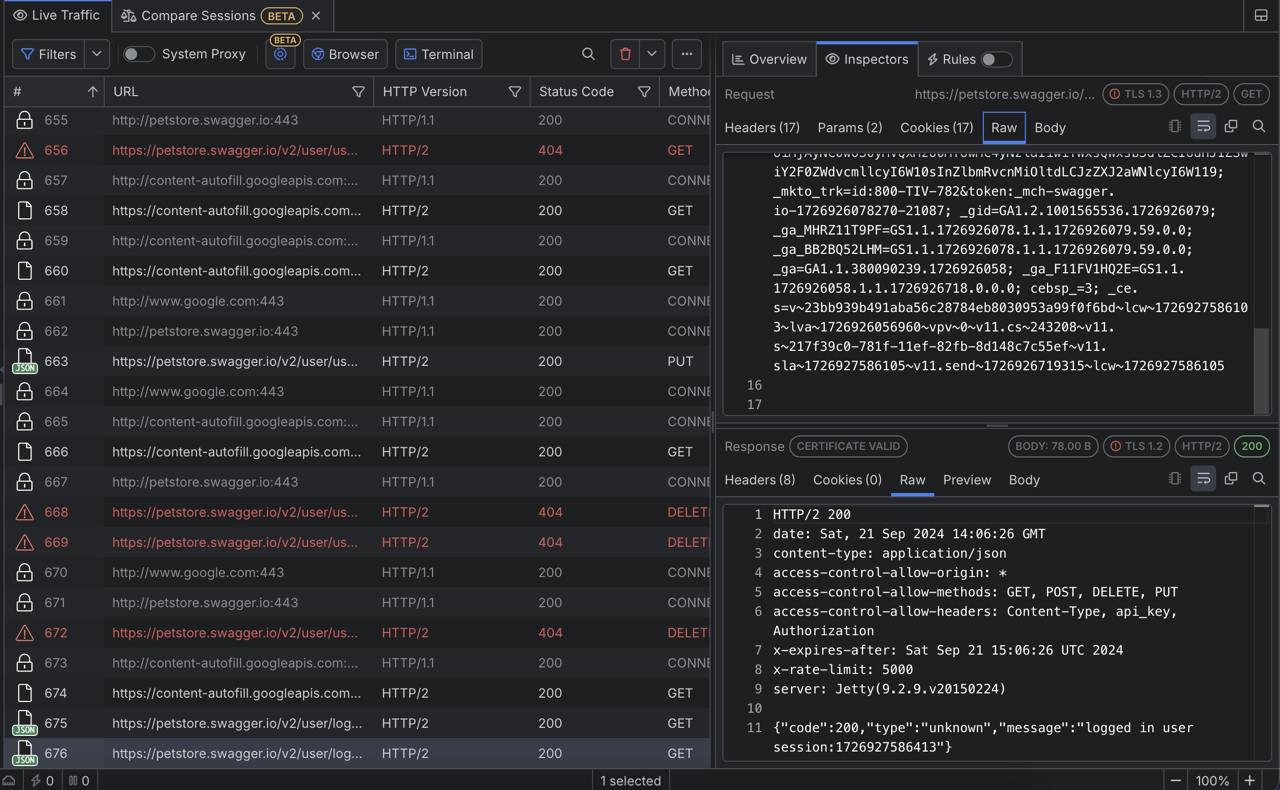 Live Traffic
Compare Sessions BETA
Filters
System Proxy
BETA
Browser
Terminal
# URL HTTP Version Status Code Metho
655 http://petstore.swagger.io:443 HTTP/1.1 200 CONNE
656 https://petstore.swagger.io/v2/user/us... HTTP/2 404 GET
657 http://content-autofill.googleapis.com:... HTTP/1.1 200 CONNE
658 https://content-autofill.googleapis.com... HTTP/2 200 GET
659 http://content-autofill.googleapis.com:... HTTP/1.1 200 CONNE
660 https://content-autofill.googleapis.com... HTTP/2 200 GET
661 http://www.google.com:443 HTTP/1.1 200 CONNE
662 http://petstore.swagger.io:443 HTTP/1.1 200 CONNE
663 https://petstore.swagger.io/v2/user/us... HTTP/2 200 PUT
JSON
664 http://www.google.com:443 HTTP/1.1 200 CONNE
665 http://content-autofill.googleapis.com:... HTTP/1.1 200 CONNE
666 https://content-autofill.googleapis.com... HTTP/2 200 GET
667 http://petstore.swagger.io:443 HTTP/1.1 200 CONNE
668 https://petstore.swagger.io/v2/user/us... HTTP/2 404 DELETI
669 https://petstore.swagger.io/v2/user/us... HTTP/2 404 DELETI
670 http://www.google.com:443 HTTP/1.1 200 CONNE
671 http://petstore.swagger.io:443 HTTP/1.1 200 CONNE
672 https://petstore.swagger.io/v2/user/us... HTTP/2 404 DELETI
673 http://content-autofill.googleapis.com:... HTTP/1.1 200 CONNE
674 https://content-autofill.googleapis.com... HTTP/2 200 GET
675 https://petstore.swagger.io/v2/user/log... HTTP/2 200 GET
JSON
676 https://petstore.swagger.io/v2/user/log... HTTP/2 200 GET
JSON
0 0
1 selected
100%
Overview
Inspectors
Rules
Request https://petstore.swagger.io/... TLS 1.3 HTTP/2 GET
Headers (17) Params (2) Cookies (17) Raw Body
iY2F0ZWdvcmllcyI6W10sInZlbmRvcnMiOltdLCJzZXJ2aWNlcyI6W119;
_mkto_trk=id:800-TIV-782&token:_mch-swagger.
io-1726926078270-21087; _gid=GA1.2.1001565536.1726926079;
_ga_MHRZ11T9PF=GS1.1.1726926078.1.1.1726926079.59.0.0;
_ga_BB2BQ52LHM=GS1.1.1726926078.1.1.1726926079.59.0.0;
_ga=GA1.1.380090239.1726926058; _ga_F11FV1HQ2E=GS1.1.
1726926058.1.1.1726926718.0.0.0; cebsp_=3; _ce.
s=v~23bb939b491aba56c28784eb8030953a99f0f6bd~lcw~172692758610
3~lva~1726926056960~vpv~0~v11.cs~243208~v11.
s~217f39c0-781f-11ef-82fb-8d148c7c55ef~v11.
sla~1726927586105~v11.send~1726926719315~lcw~1726927586105
16
17
Response CERTIFICATE VALID BODY: 78.00 B TLS 1.2 HTTP/2 200
Headers (8) Cookies (0) Raw Preview Body
1 HTTP/2 200
2 date: Sat, 21 Sep 2024 14:06:26 GMT
3 content-type: application/json
4 access-control-allow-origin: *
5 access-control-allow-methods: GET, POST, DELETE, PUT
6 access-control-allow-headers: Content-Type, api_key,
Authorization
7 x-expires-after: Sat Sep 21 15:06:26 UTC 2024
8 x-rate-limit: 5000
9 server: Jetty(9.2.9.v20150224)
10
11 {"code":200,"type":"unknown","message":"logged in user
session:1726927586413"}